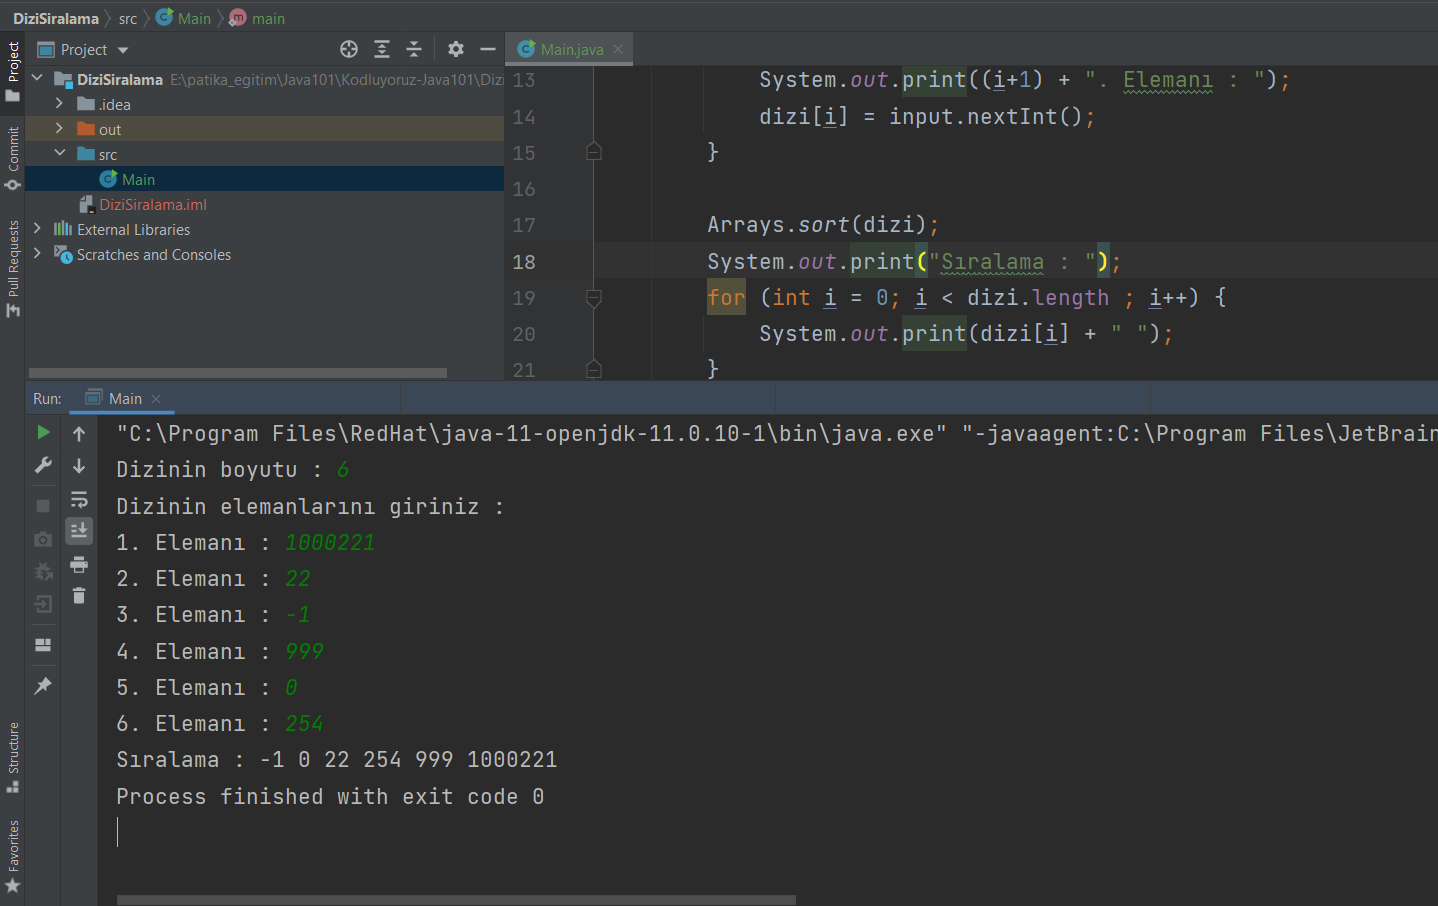 DiziSiralama
src
Main
main
Project
Main.java
DiziSiralama E:\patika_egitim\Java101\Kodluyoruz-Java101\Dizi
.idea
out
src
Main
DiziSiralama.iml
External Libraries
Scratches and Consoles
Project
Commit
Pull Requests
13 System.out.print((i+1) + ". Elemanı : ");
14 dizi[i] = input.nextInt();
15 }
16
17 Arrays.sort(dizi);
18 System.out.print("Sıralama : ");
19 for (int i = 0; i < dizi.length ; i++) {
20 System.out.print(dizi[i] + " ");
21 }
Run: Main
"C:\Program Files\RedHat\java-11-openjdk-11.0.10-1\bin\java.exe" "-javaagent:C:\Program Files\JetBrain
Dizinin boyutu : 6
Dizinin elemanlarını giriniz :
1. Elemanı : 1000221
2. Elemanı : 22
3. Elemanı : -1
4. Elemanı : 999
5. Elemanı : 0
6. Elemanı : 254
Sıralama : -1 0 22 254 999 1000221
Process finished with exit code 0
Structure
Favorites